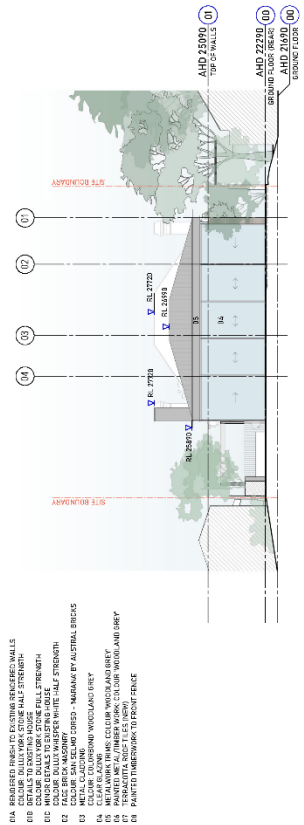 01A RENDERED FINISH TO EXISTING RENDERED WALLS
COLOUR: DULUX YORK STONE HALF STRENGTH
01B DETAILS TO EXISTING HOUSE
COLOUR: DULUX YORK STONE FULL STRENGTH
01C MINOR DETAILS TO EXISTING HOUSE
COLOUR: DULUX WHISPER WHITE HALF STRENGTH
02 FACE BRICK MASONRY
COLOUR: SAN SELMO CORSO - 'MARANA' BY AUSTRAL BRICKS
03 METAL CLADDING
COLOUR: COLORBOND WOODLAND GREY
04 CLEAR GLAZING
05 METALWORK TRIMS: COLOUR 'WOODLAND GREY'
06 PAINTED METAL/TIMBER WORK: COLOUR 'WOODLAND GREY'
07 TERRACOTTA ROOF TILES (NEW)
08 PAINTED TIMBERWORK TO FRONT FENCE
SITE BOUNDARY
04
03
02
01
SITE BOUNDARY
RL 27720
RL 27720
RL 26990
RL 25890
05
04
AHD 25090 01
TOP OF WALLS
AHD 22290 00
GROUND FLOOR (REAR)
AHD 21690 00
GROUND FLOOR